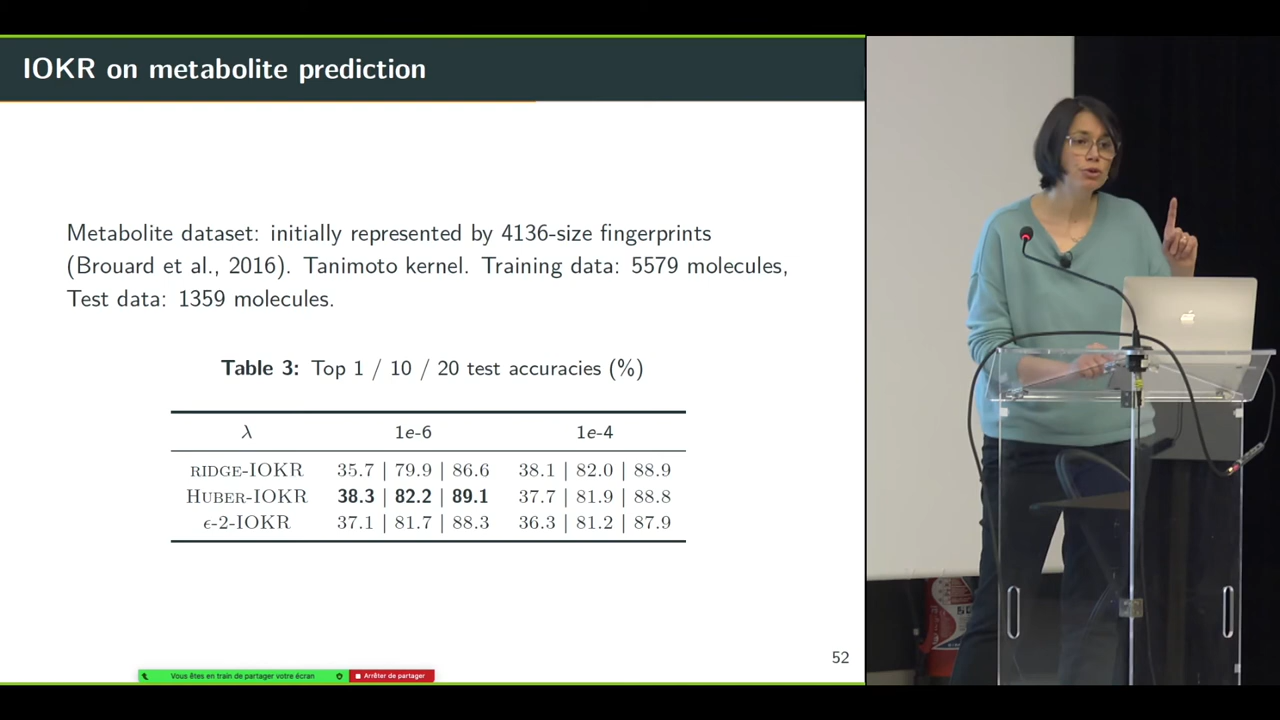 IOKR on metabolite prediction
Metabolite dataset: initially represented by 4136-size fingerprints
(Brouard et al., 2016). Tanimoto kernel. Training data: 5579 molecules,
Test data: 1359 molecules.
Table 3: Top 1 / 10 / 20 test accuracies (%)
λ 1e-6 1e-4
RIDGE-IOKR 35.7 | 79.9 | 86.6 38.1 | 82.0 | 88.9
HUBER-IOKR 38.3 | 82.2 | 89.1 37.7 | 81.9 | 88.8
ϵ-2-IOKR 37.1 | 81.7 | 88.3 36.3 | 81.2 | 87.9
52
Vous êtes en train de partager votre écran Arrêter de partager